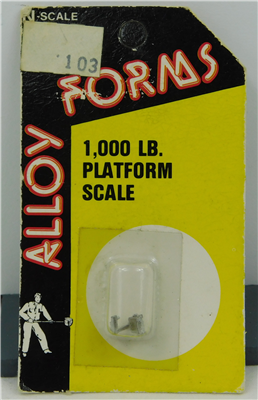 N-SCALE
103
ALLOY FORMS
1,000 LB.
PLATFORM
SCALE